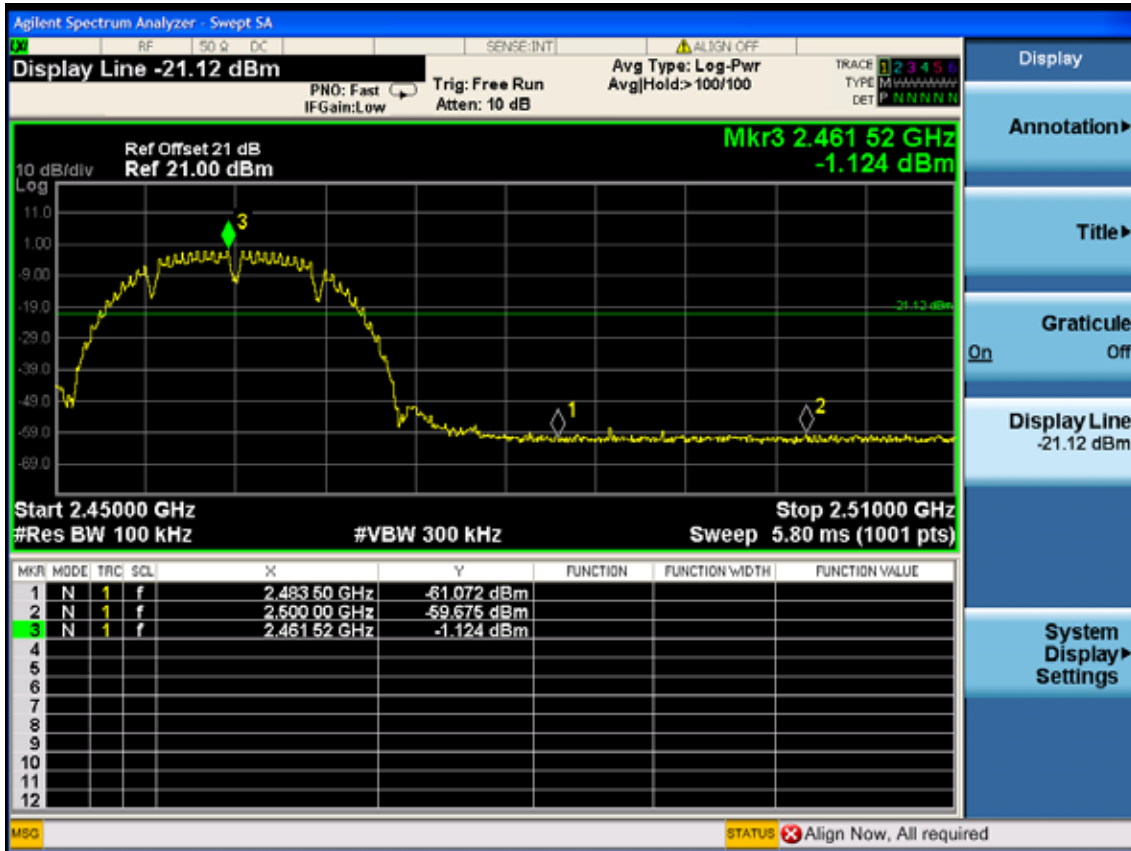 Agilent Spectrum Analyzer - Swept SA
LXI RF 50 Ω DC SENSE:INT ALIGN OFF
Display Line -21.12 dBm
PNO: Fast
IFGain:Low
Trig: Free Run
Atten: 10 dB
Avg Type: Log-Pwr
Avg|Hold:>100/100
TRACE 1 2 3 4 5 6
TYPE M
DET P N N N N N
Mkr3 2.461 52 GHz
-1.124 dBm
Ref Offset 21 dB
10 dB/div Ref 21.00 dBm
Log
11.0
1.00
-9.00
-19.0
-29.0
-39.0
-49.0
-59.0
-69.0
3
-21.12 dBm
1
2
Start 2.45000 GHz Stop 2.51000 GHz
#Res BW 100 kHz #VBW 300 kHz Sweep 5.80 ms (1001 pts)
MKR MODE TRC SCL X Y FUNCTION FUNCTION WIDTH FUNCTION VALUE
1 N 1 f 2.483 50 GHz -61.072 dBm
2 N 1 f 2.500 00 GHz -59.675 dBm
3 N 1 f 2.461 52 GHz -1.124 dBm
4
5
6
7
8
9
10
11
12
MSG STATUS Align Now, All required
Display
Annotation
Title
Graticule
On Off
Display Line
-21.12 dBm
System
Display
Settings